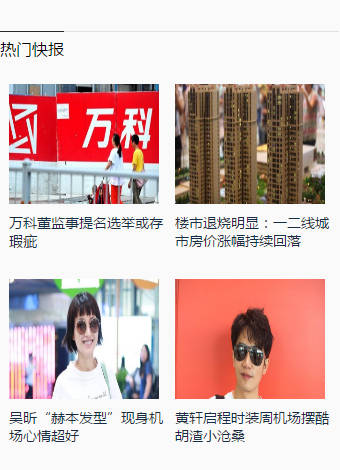 热门快报
万科
万科董监事提名选举或存
瑕疵
楼市退烧明显：一二线城
市房价涨幅持续回落
吴昕“赫本发型”现身机
场心情超好
黄轩启程时装周机场摆酷
胡渣小沧桑